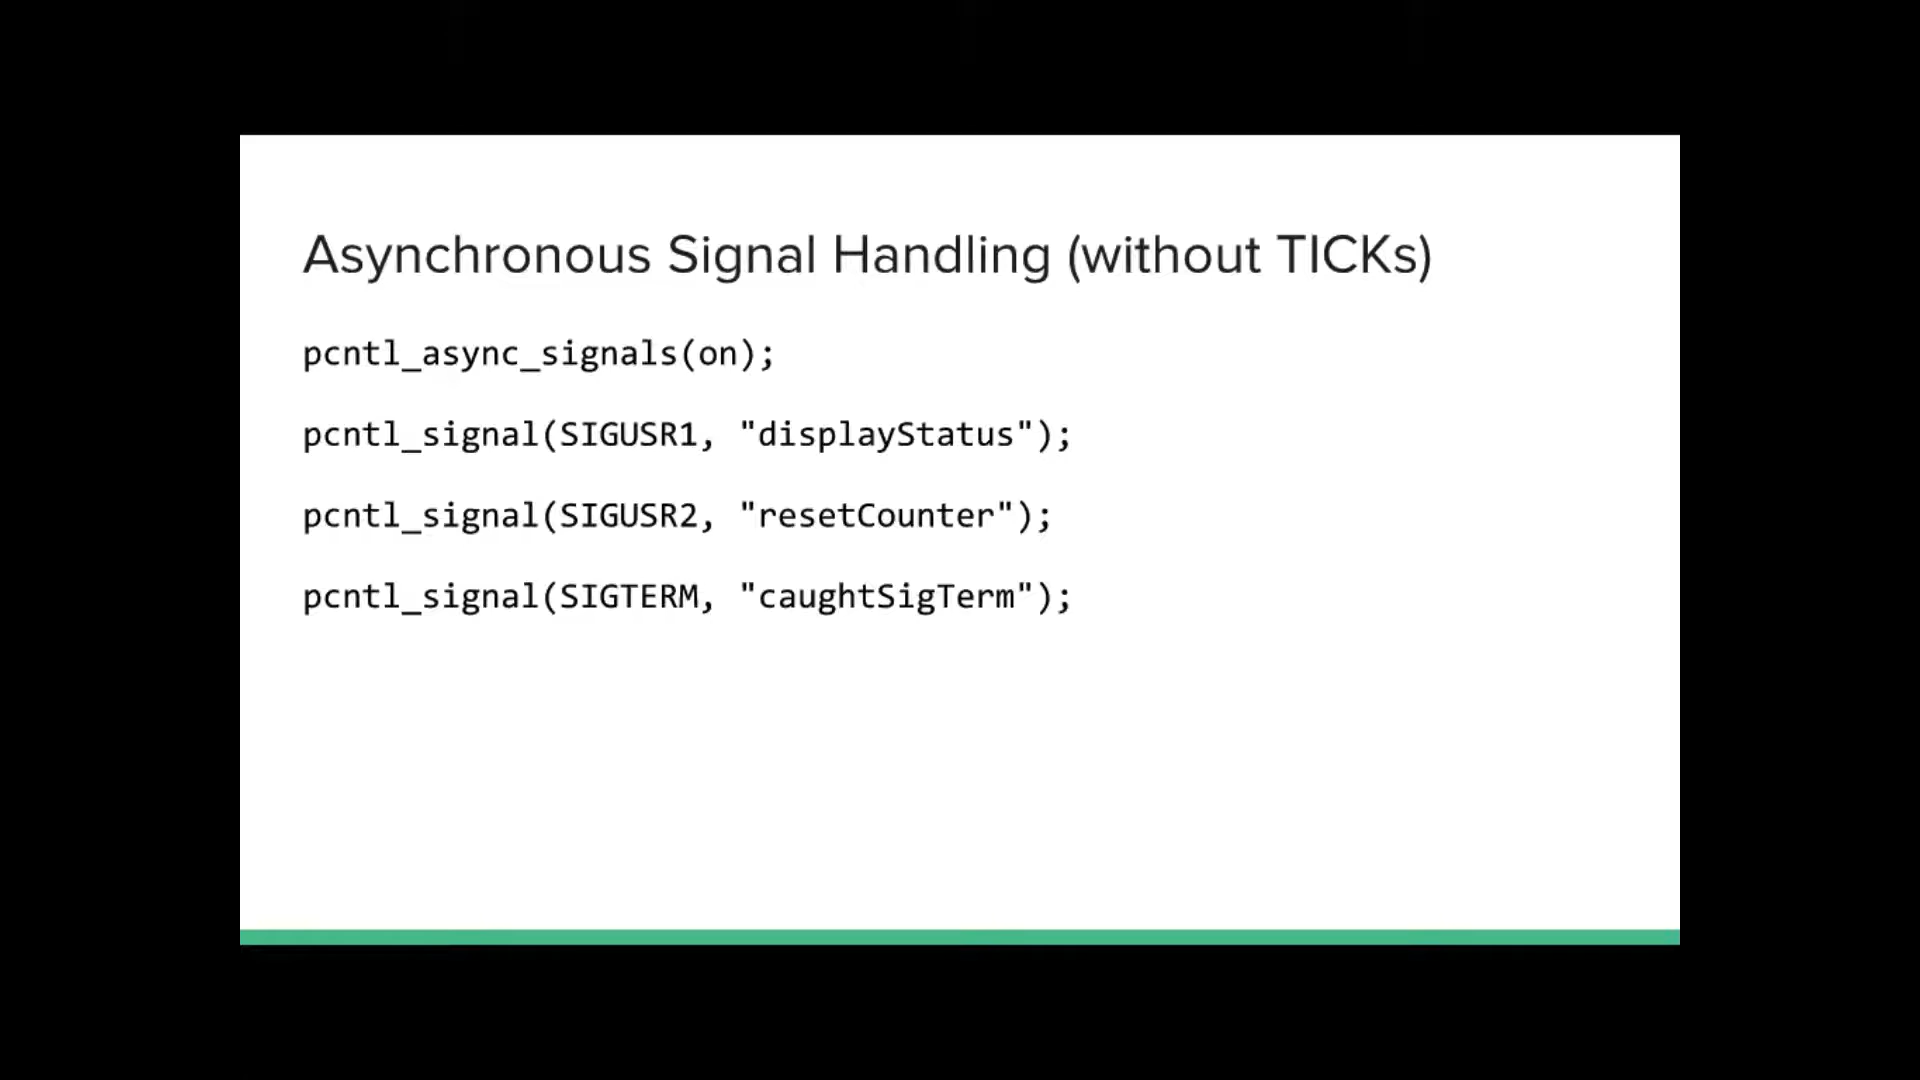 Asynchronous Signal Handling (without TICKs)
pcntl_async_signals(on);
pcntl_signal(SIGUSR1, "displayStatus");
pcntl_signal(SIGUSR2, "resetCounter");
pcntl_signal(SIGTERM, "caughtSigTerm");